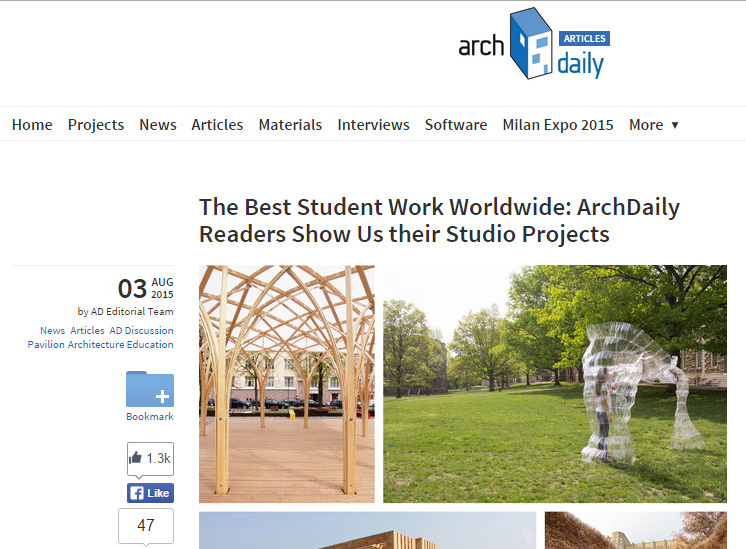 arch
ARTICLES
daily
Home Projects News Articles Materials Interviews Software Milan Expo 2015 More ▼
The Best Student Work Worldwide: ArchDaily
Readers Show Us their Studio Projects
03 AUG
2015
by AD Editorial Team
News Articles AD Discussion
Pavilion Architecture Education
Bookmark
1.3k
Like
47